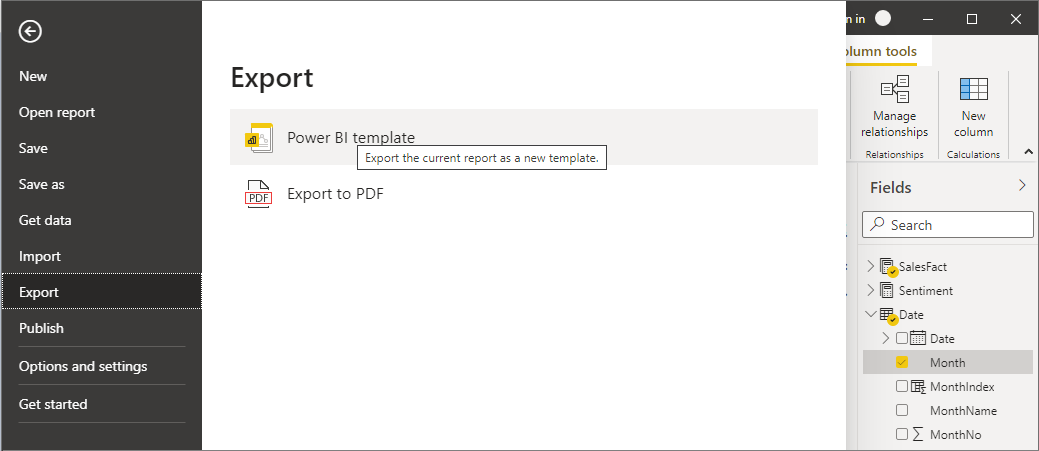 New
Open report
Save
Save as
Get data
Import
Export
Publish
Options and settings
Get started
Export
Power BI template
Export the current report as a new template.
PDF
Export to PDF
n in
olumn tools
Manage
relationships
New
column
Relationships
Calculations
Fields
Search
SalesFact
Sentiment
Date
Date
Month
MonthIndex
MonthName
MonthNo